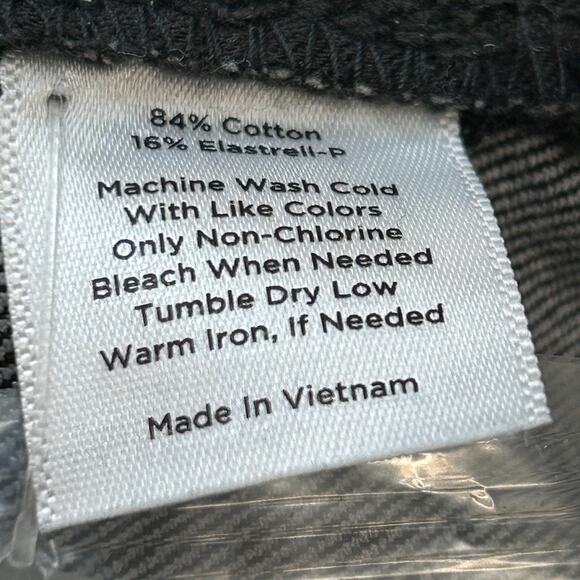 84% Cotton
16% Elastrell-P
Machine Wash Cold
With Like Colors
Only Non-Chlorine
Bleach When Needed
Tumble Dry Low
Warm Iron, If Needed
Made In Vietnam